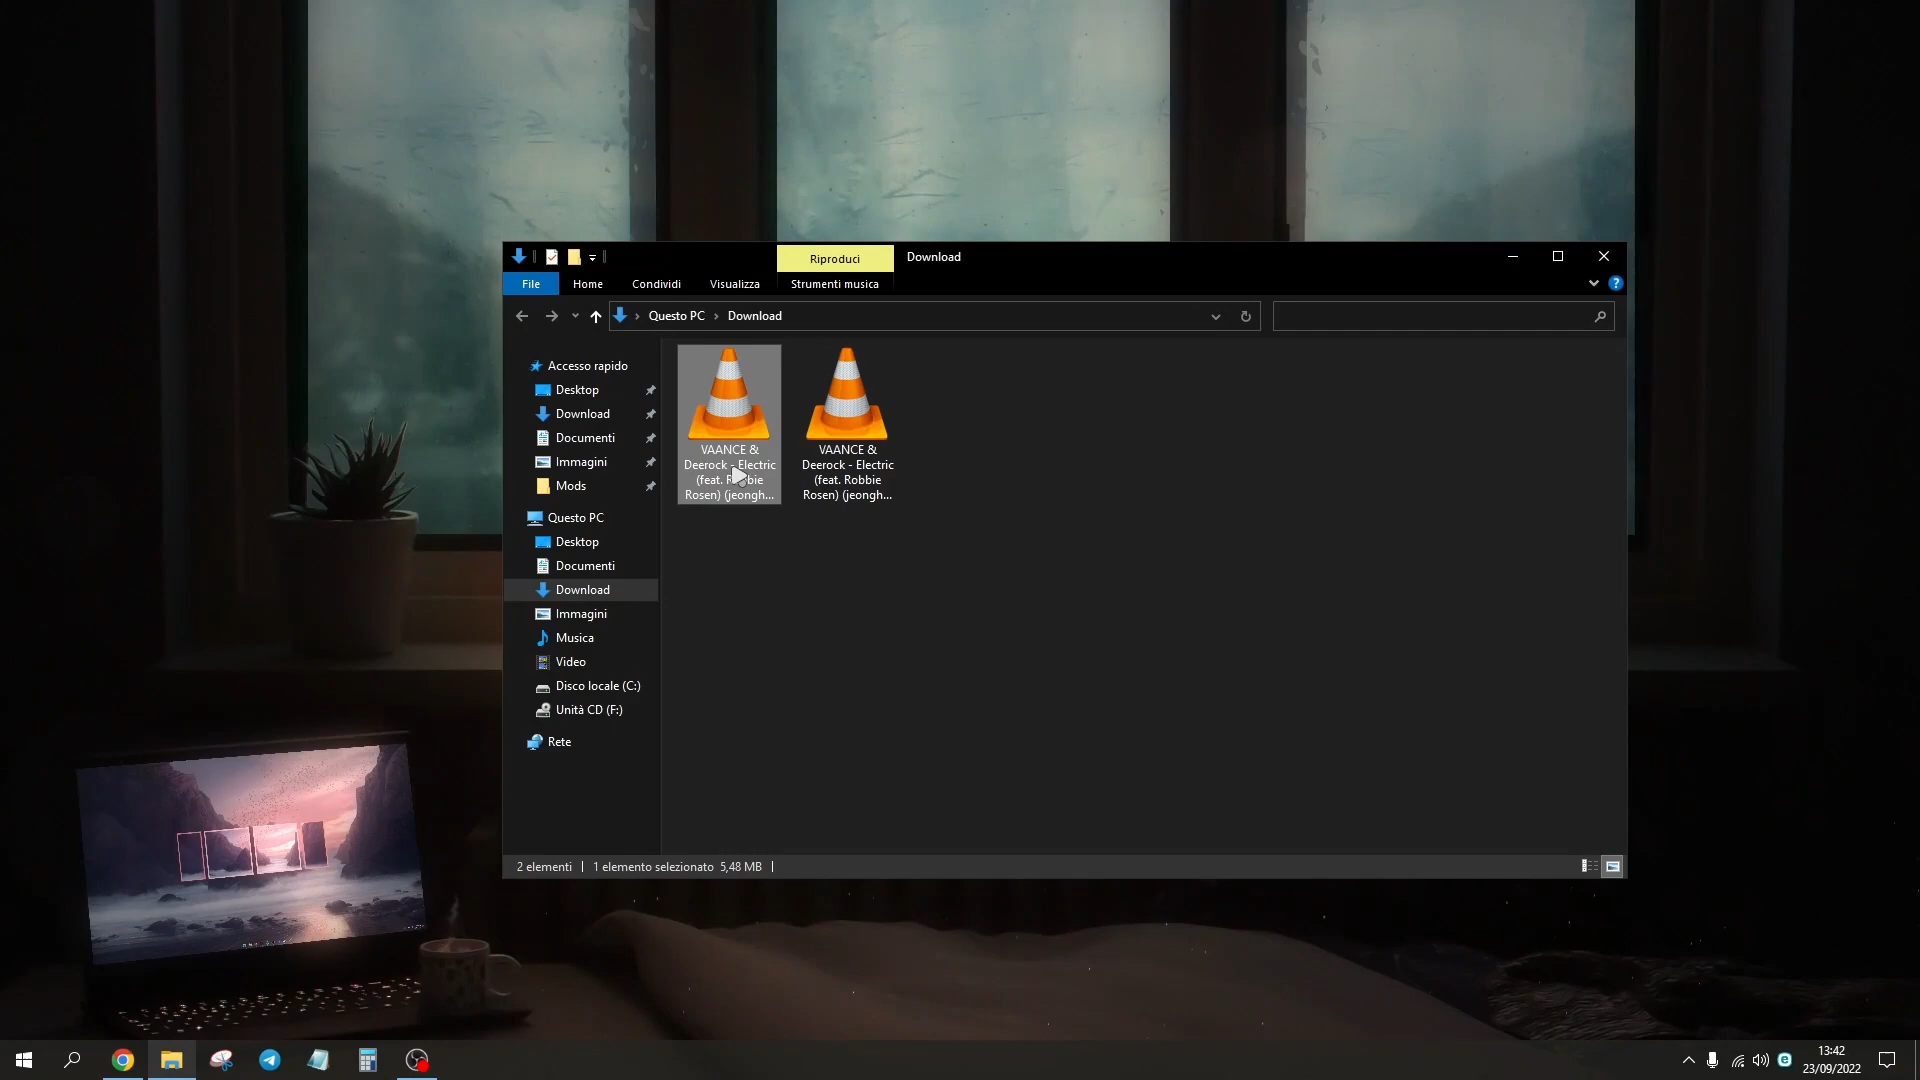 Riproduci
Download
File
Home
Condividi
Visualizza
Strumenti musica
Questo PC
Download
Accesso rapido
Desktop
Download
Documenti
Immagini
Mods
Questo PC
Desktop
Documenti
Download
Immagini
Musica
Video
Disco locale (C:)
Unità CD (F:)
Rete
VAANCE &
Deerock - Electric
(feat. Robbie
Rosen) (jeongh...
VAANCE &
Deerock - Electric
(feat. Robbie
Rosen) (jeongh...
2 elementi
1 elemento selezionato 5,48 MB
13:42
23/09/2022